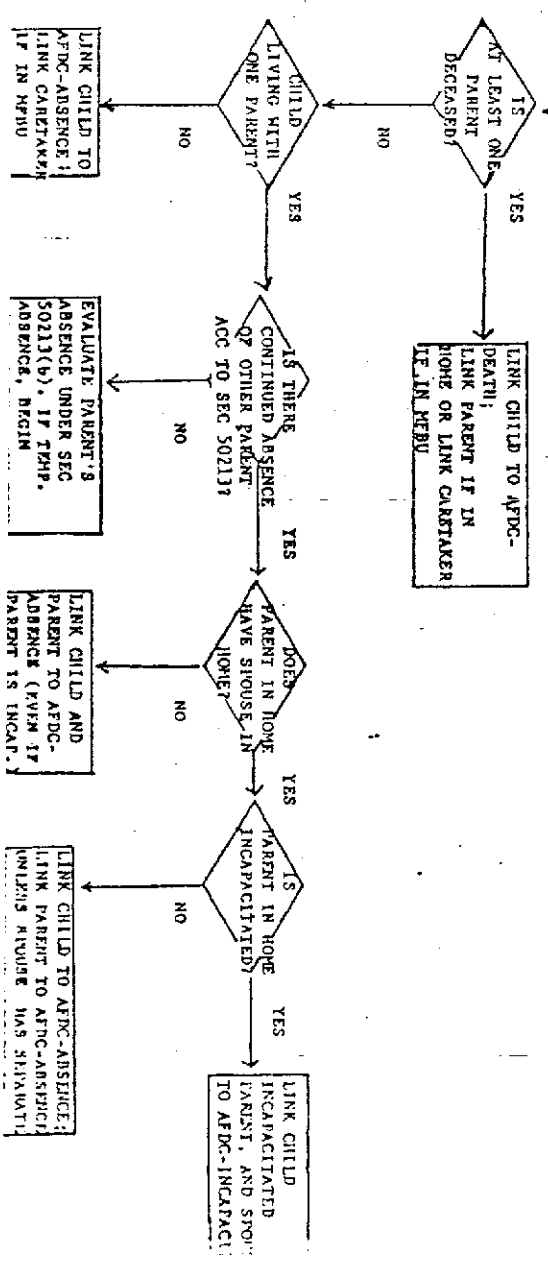 IS
AT LEAST ONE
PARENT
DECEASED?
YES
LINK CHILD TO AFDC-
DEATH;
LINK PARENT IF IN
HOME OR LINK CARETAKER
IF IN MFBU
NO
CHILD
LIVING WITH
ONE PARENT?
NO
LINK CHILD TO
AFDC-ABSENCE;
LINK CARETAKER
IF IN MFBU
YES
IS THERE
CONTINUED ABSENCE
OF OTHER PARENT
ACC TO SEC 50213?
NO
EVALUATE PARENT'S
ABSENCE UNDER SEC
50213(b). IF TEMP.
ABSENCE, BEGIN
YES
DOES
PARENT IN HOME
HAVE SPOUSE IN
HOME?
NO
LINK CHILD AND
PARENT TO AFDC-
ABSENCE (EVEN IF
PARENT IS INCAP.)
YES
IS
PARENT IN HOME
INCAPACITATED?
NO
LINK CHILD TO AFDC-ABSENCE;
LINK PARENT TO AFDC-ABSENCE
UNLESS SPOUSE HAS SEPARATE
YES
LINK CHILD
INCAPACITATED
PARENT, AND SPOU
TO AFDC-INCAPACI